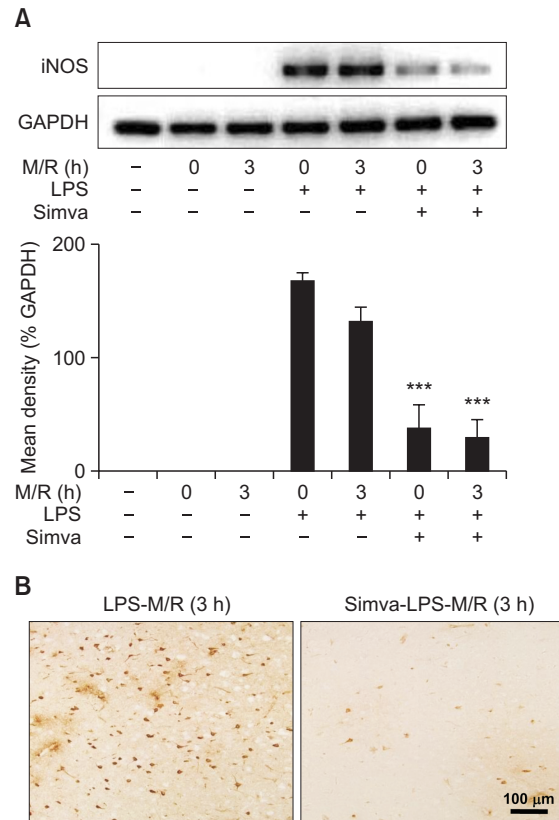 A
iNOS
GAPDH
M/R (h) – 0 3 0 3 0 3
LPS – – – + + + +
Simva – – – – – + +
200
100
0
Mean density (% GAPDH)
*** ***
M/R (h) – 0 3 0 3 0 3
LPS – – – + + + +
Simva – – – – – + +
B
LPS-M/R (3 h) Simva-LPS-M/R (3 h)
100 μm